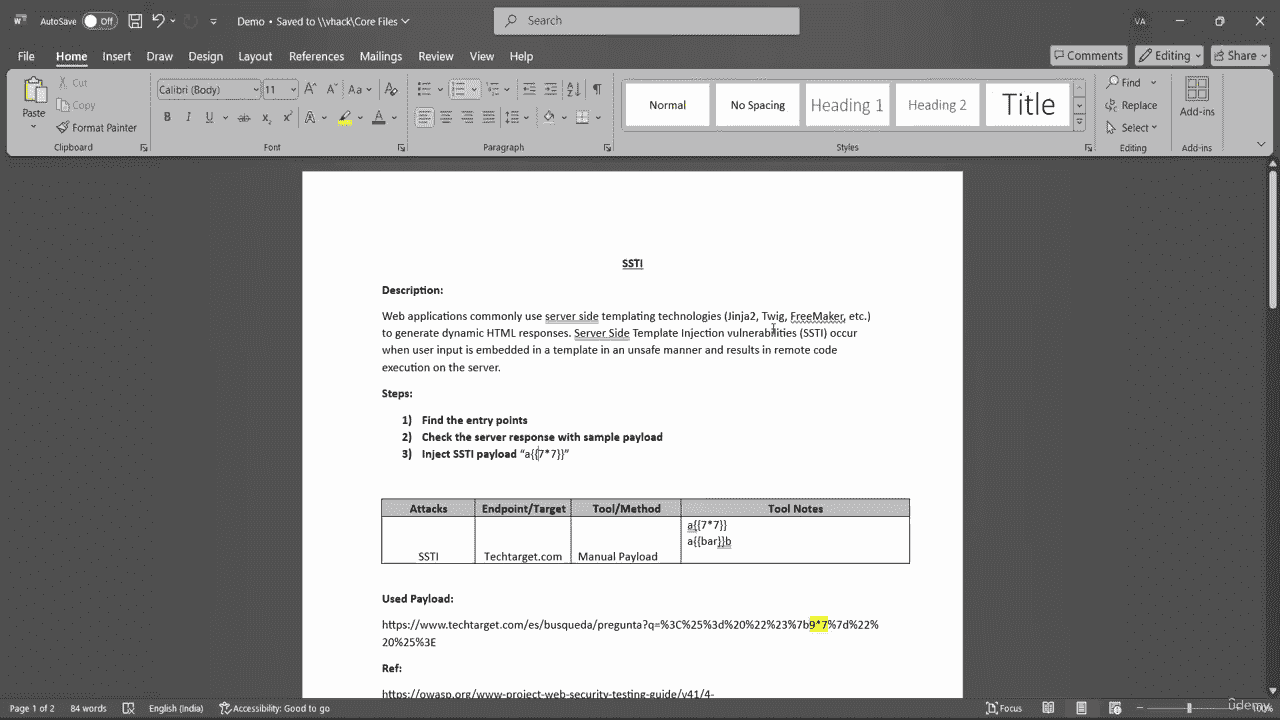 AutoSave Off Demo • Saved to \\vhack\Core Files Search VA
File Home Insert Draw Design Layout References Mailings Review View Help Comments Editing Share
Paste Cut Copy Format Painter
Calibri (Body) 11 Aa
Normal No Spacing Heading 1 Heading 2 Title
Find Replace Select Add-ins
Clipboard Font Paragraph Styles Editing Add-ins
SSTI
Description:
Web applications commonly use server side templating technologies (Jinja2, Twig, FreeMaker, etc.)
to generate dynamic HTML responses. Server Side Template Injection vulnerabilities (SSTI) occur
when user input is embedded in a template in an unsafe manner and results in remote code
execution on the server.
Steps:
1) Find the entry points
2) Check the server response with sample payload
3) Inject SSTI payload “a{{7*7}}”
Attacks Endpoint/Target Tool/Method Tool Notes
a{{7*7}}
a{{bar}}b
SSTI Techtarget.com Manual Payload
Used Payload:
https://www.techtarget.com/es/busqueda/pregunta?q=%3C%25%3d%20%22%23%7b9*7%7d%22%
20%25%3E
Ref:
https://owasp.org/www-project-web-security-testing-guide/v41/4-
Page 1 of 2 84 words English (India) Accessibility: Good to go Focus